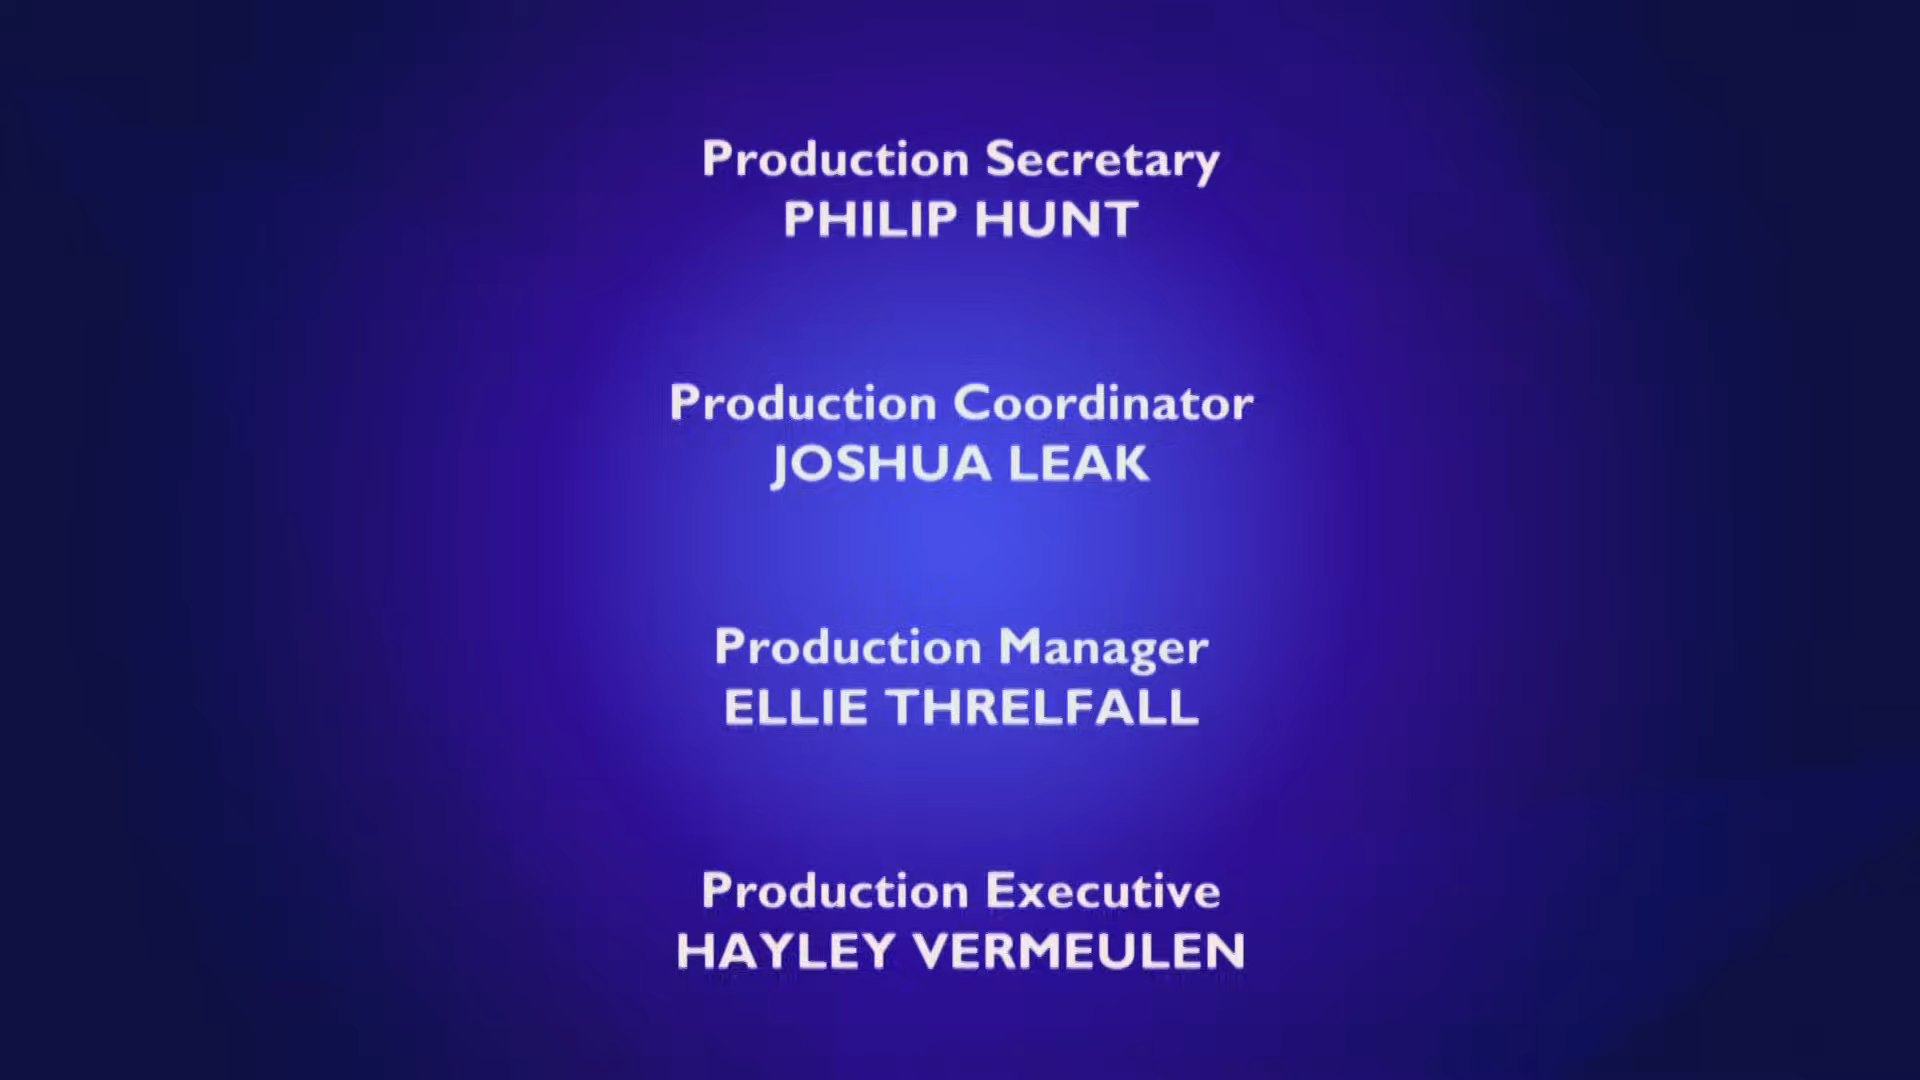 Production Secretary
PHILIP HUNT
Production Coordinator
JOSHUA LEAK
Production Manager
ELLIE THRELFALL
Production Executive
HAYLEY VERMEULEN